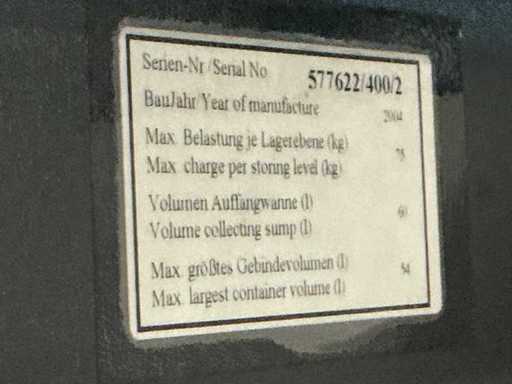 Serien-Nr/Serial No 577622/400/2
BauJahr/Year of manufacture 2004
Max. Belastung je Lagerebene (kg) 75
Max. charge per storing level (kg)
Volumen Auffangwanne (l) 60
Volume collecting sump (l)
Max. größtes Gebindevolumen (l) 54
Max. largest container volume (l)